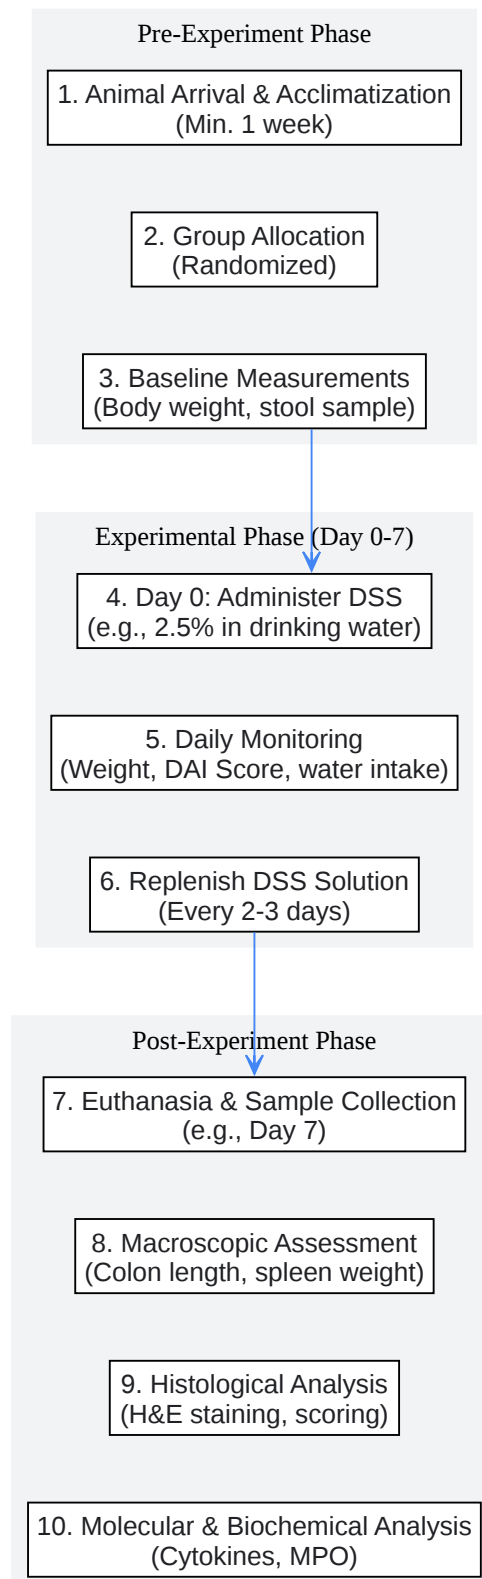 Pre-Experiment Phase
1. Animal Arrival & Acclimatization
(Min. 1 week)
2. Group Allocation
(Randomized)
3. Baseline Measurements
(Body weight, stool sample)
Experimental Phase (Day 0-7)
4. Day 0: Administer DSS
(e.g., 2.5% in drinking water)
5. Daily Monitoring
(Weight, DAI Score, water intake)
6. Replenish DSS Solution
(Every 2-3 days)
Post-Experiment Phase
7. Euthanasia & Sample Collection
(e.g., Day 7)
8. Macroscopic Assessment
(Colon length, spleen weight)
9. Histological Analysis
(H&E staining, scoring)
10. Molecular & Biochemical Analysis
(Cytokines, MPO)